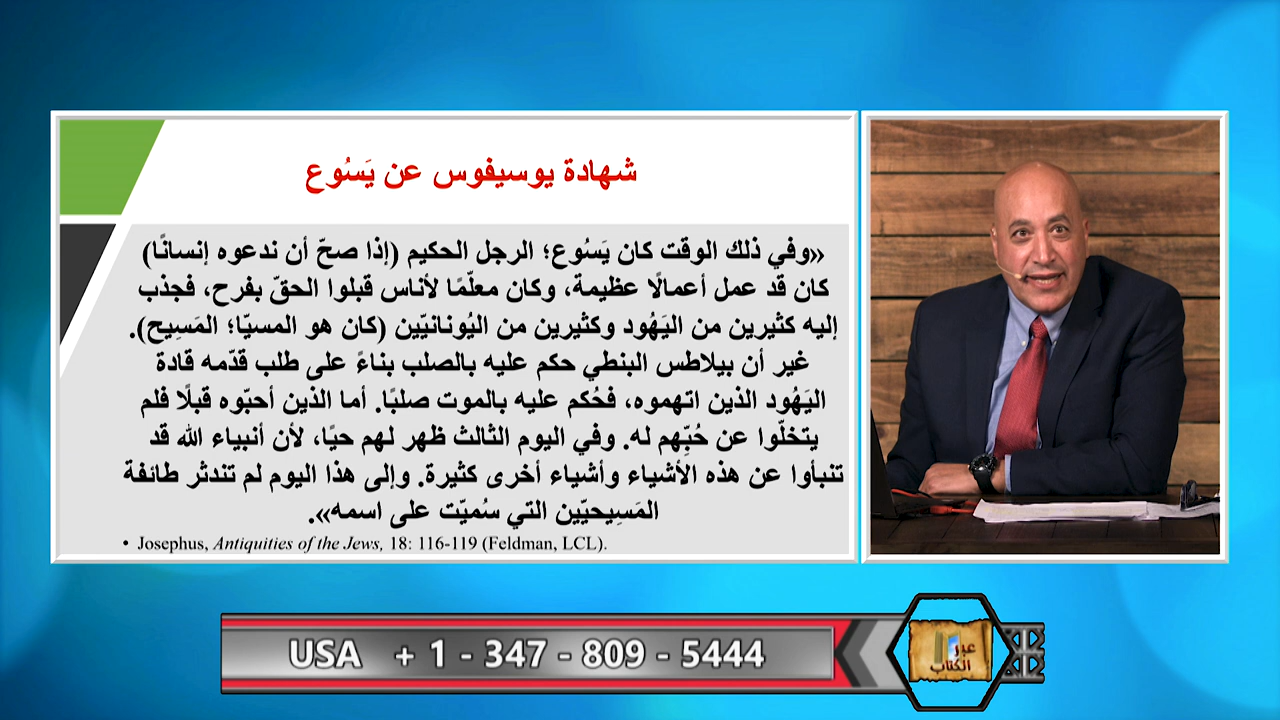 شهادة يوسيفوس عن يَسُوع
«وفي ذلك الوقت كان يَسُوع؛ الرجل الحكيم (إذا صحّ أن ندعوه إنسانًا)
كان قد عمل أعمالًا عظيمة، وكان معلّمًا لأناس قبلوا الحقّ بفرح، فجذب
إليه كثيرين من اليَهُود وكثيرين من اليُونانيّين (كان هو المسيّا؛ المَسِيح).
غير أن بيلاطس البنطي حكم عليه بالصلب بناءً على طلب قدّمه قادة
اليَهُود الذين اتهموه، فحُكم عليه بالموت صلبًا. أما الذين أحبّوه قبلًا فلم
يتخلّوا عن حُبِّهم له. وفي اليوم الثالث ظهر لهم حيًا، لأن أنبياء الله قد
تنبأوا عن هذه الأشياء وأشياء أخرى كثيرة. وإلى هذا اليوم لم تندثر طائفة
المَسِيحيّين التي سُميّت على اسمه».
• Josephus, Antiquities of the Jews, 18: 116-119 (Feldman, LCL).
USA + 1 - 347 - 809 - 5444
عبر
الكتاب